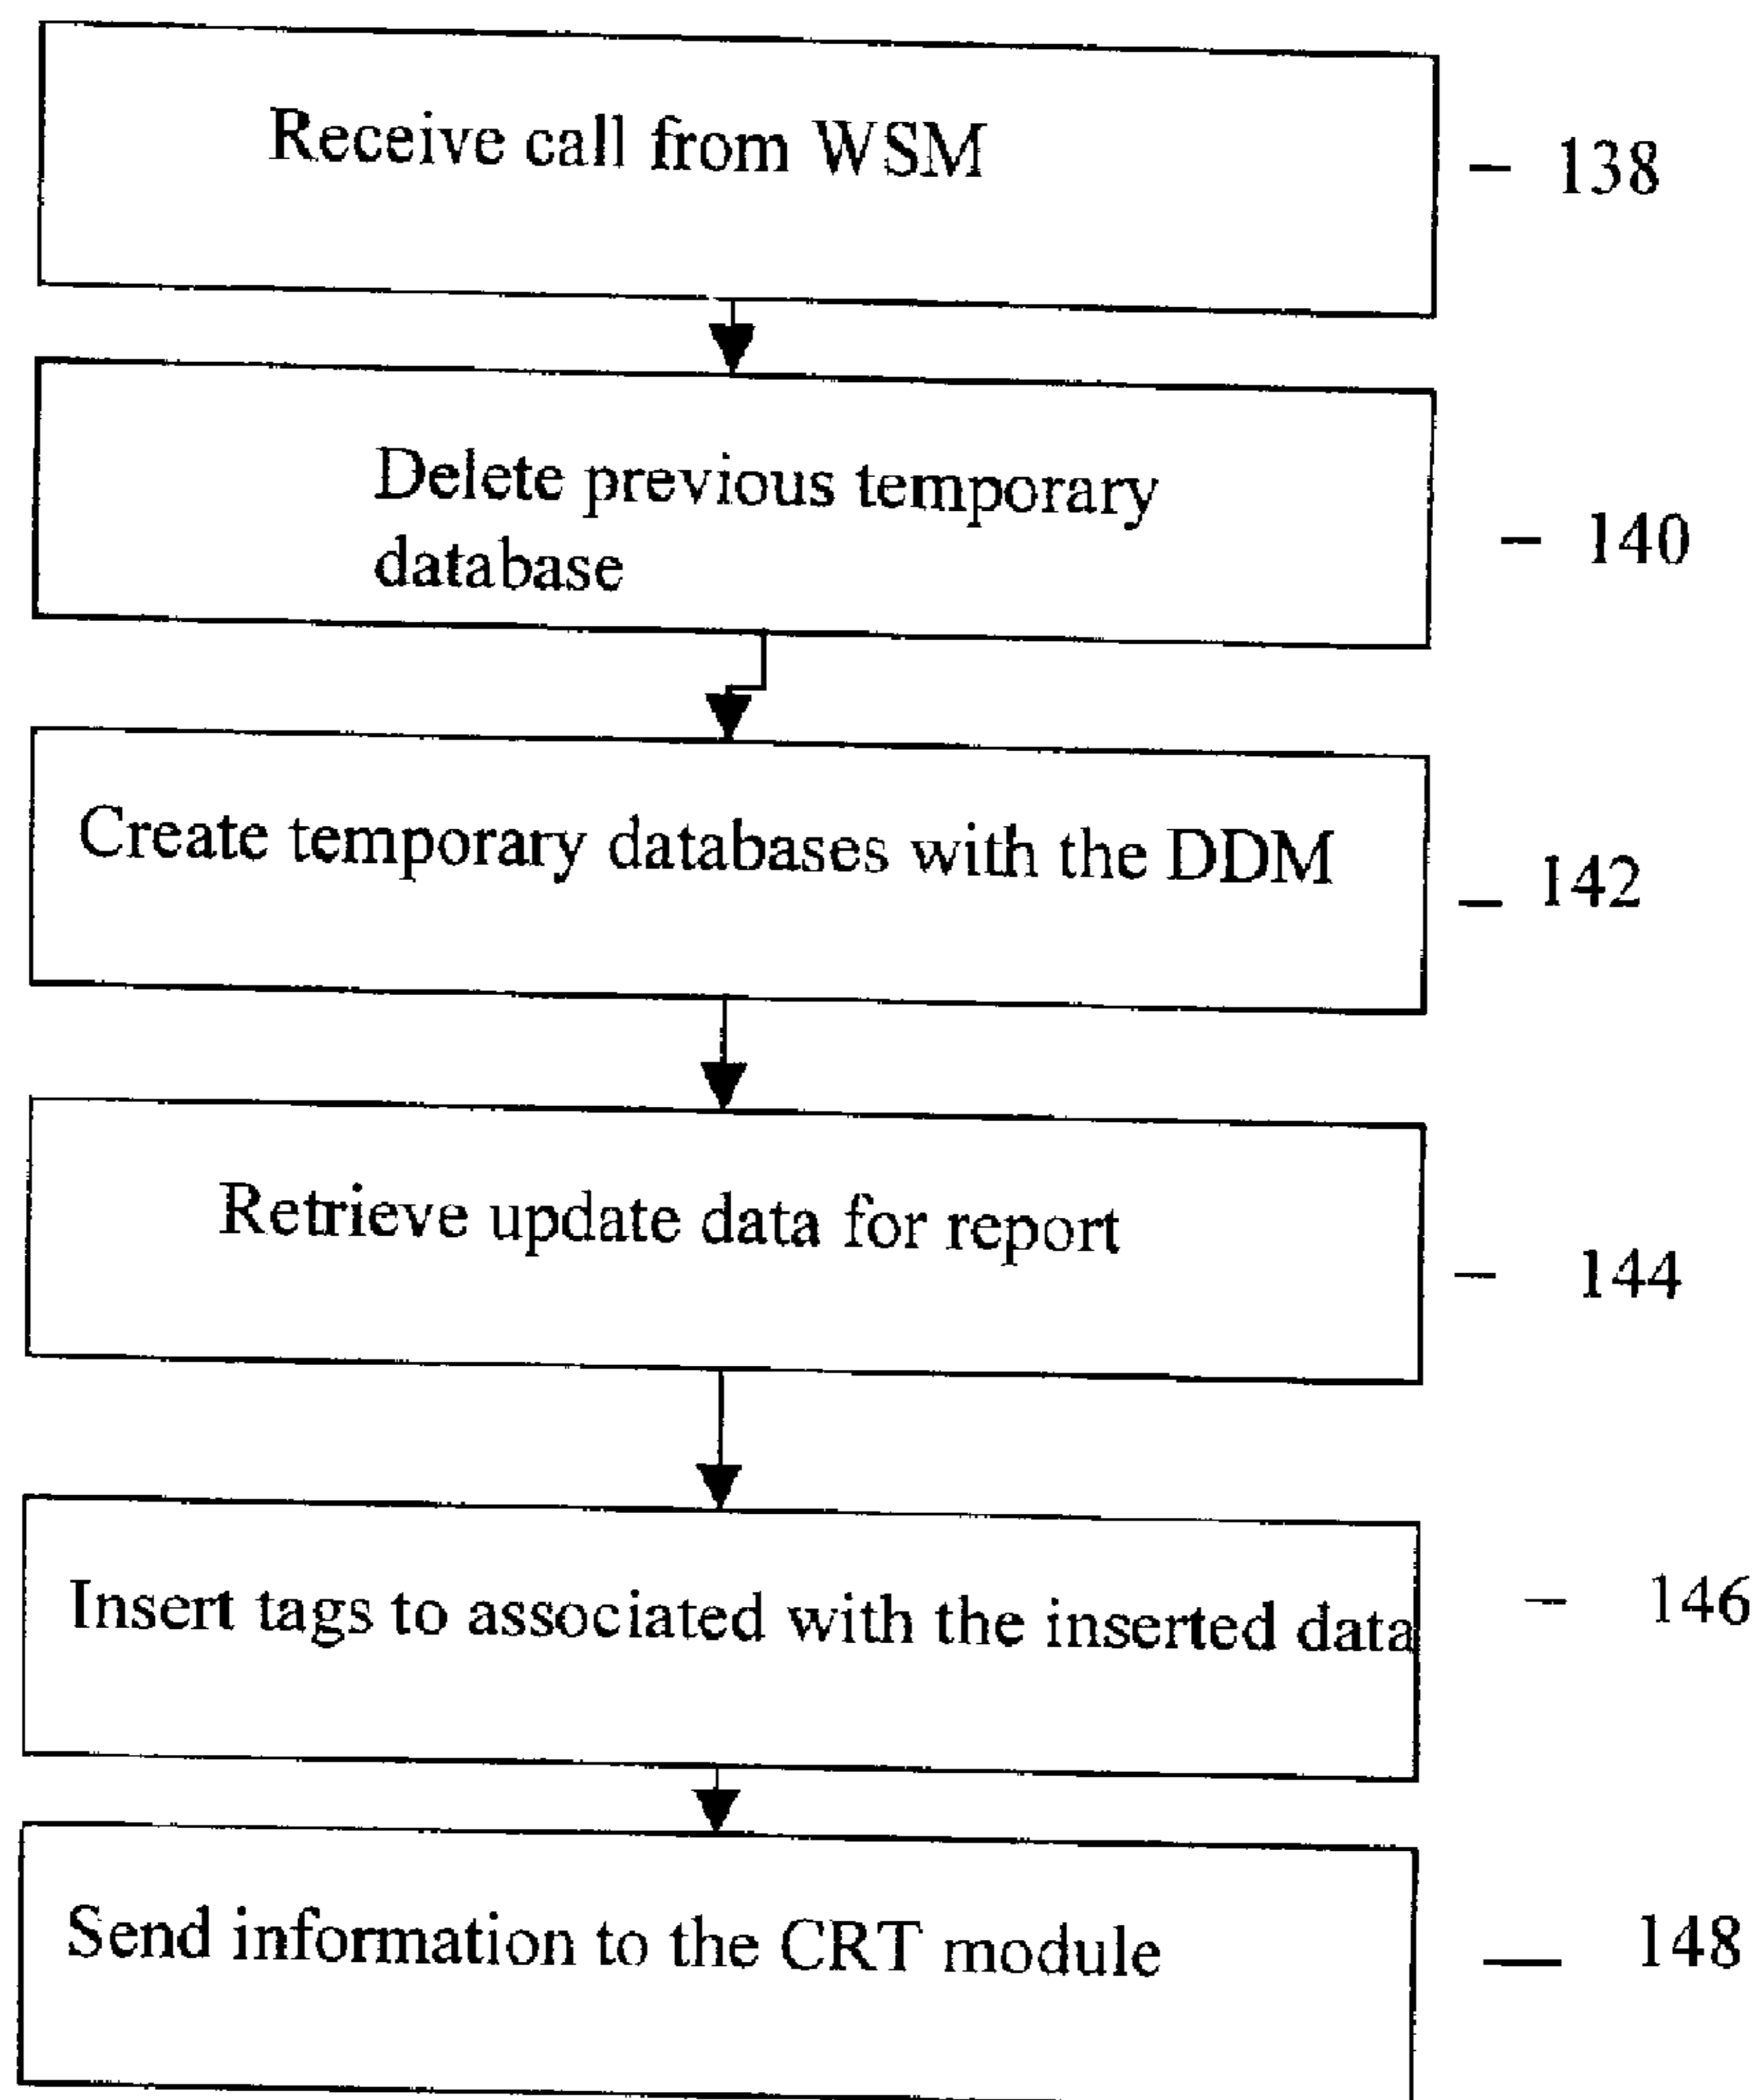 Receive call from WSM
– 138
Delete previous temporary
database
– 140
Create temporary databases with the DDM
– 142
Retrieve update data for report
– 144
Insert tags to associated with the inserted data
– 146
Send information to the CRT module
— 148